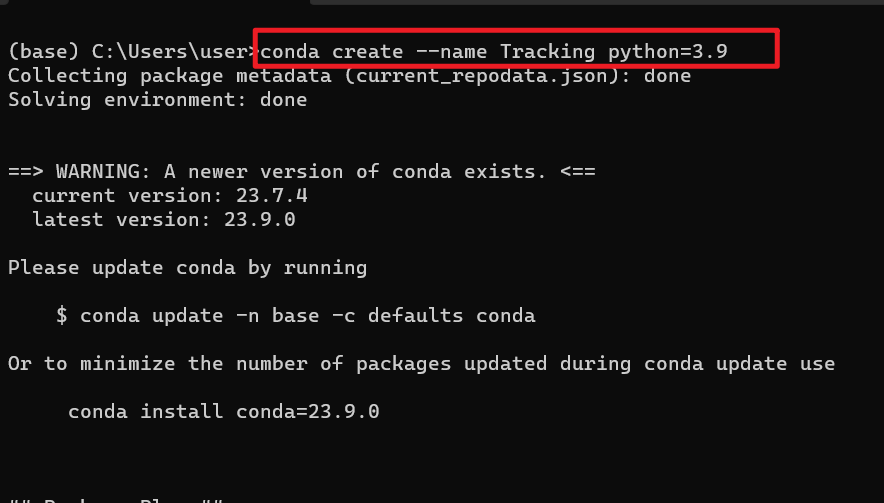 (base) C:\Users\user>conda create --name Tracking python=3.9
Collecting package metadata (current_repodata.json): done
Solving environment: done
==> WARNING: A newer version of conda exists. <==
current version: 23.7.4
latest version: 23.9.0
Please update conda by running
$ conda update -n base -c defaults conda
Or to minimize the number of packages updated during conda update use
conda install conda=23.9.0